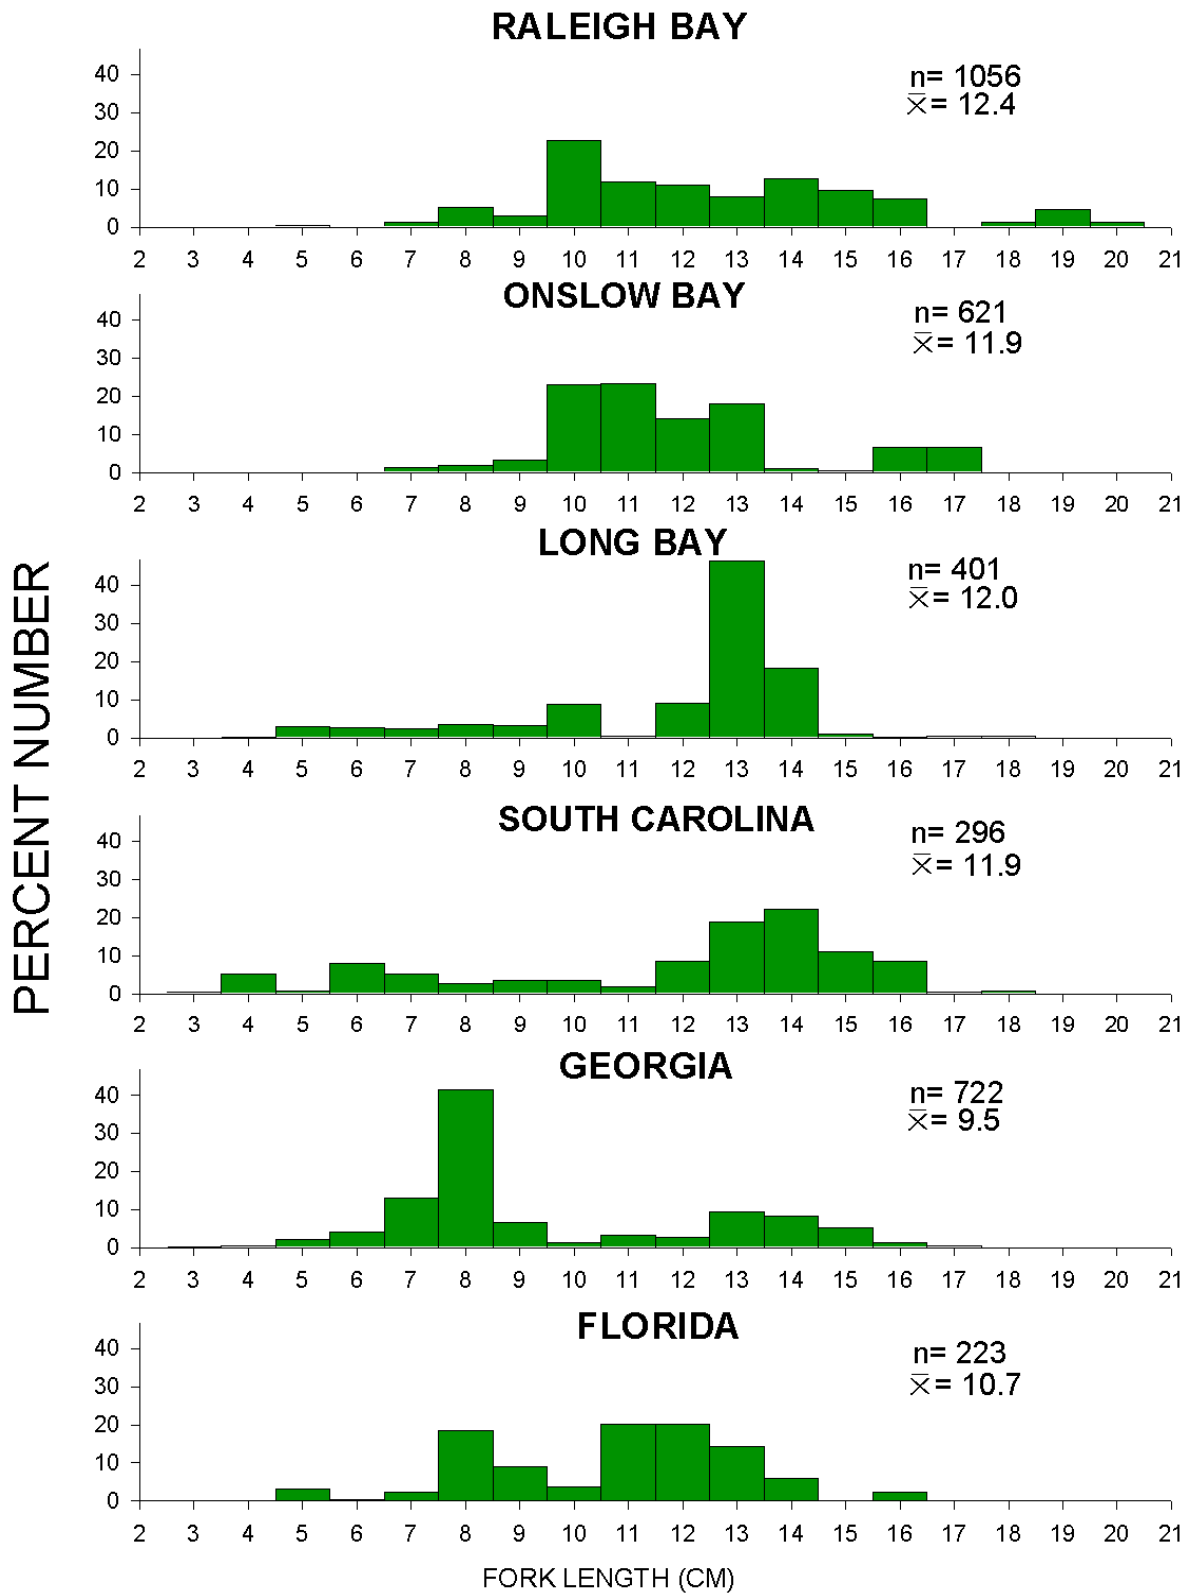 RALEIGH BAY
n= 1056
x̄= 12.4
40
30
20
10
0
2 3 4 5 6 7 8 9 10 11 12 13 14 15 16 17 18 19 20 21
ONSLOW BAY
n= 621
x̄= 11.9
40
30
20
10
0
2 3 4 5 6 7 8 9 10 11 12 13 14 15 16 17 18 19 20 21
LONG BAY
n= 401
x̄= 12.0
40
30
20
10
0
2 3 4 5 6 7 8 9 10 11 12 13 14 15 16 17 18 19 20 21
PERCENT NUMBER
SOUTH CAROLINA
n= 296
x̄= 11.9
40
30
20
10
0
2 3 4 5 6 7 8 9 10 11 12 13 14 15 16 17 18 19 20 21
GEORGIA
n= 722
x̄= 9.5
40
30
20
10
0
2 3 4 5 6 7 8 9 10 11 12 13 14 15 16 17 18 19 20 21
FLORIDA
n= 223
x̄= 10.7
40
30
20
10
0
2 3 4 5 6 7 8 9 10 11 12 13 14 15 16 17 18 19 20 21
FORK LENGTH (CM)